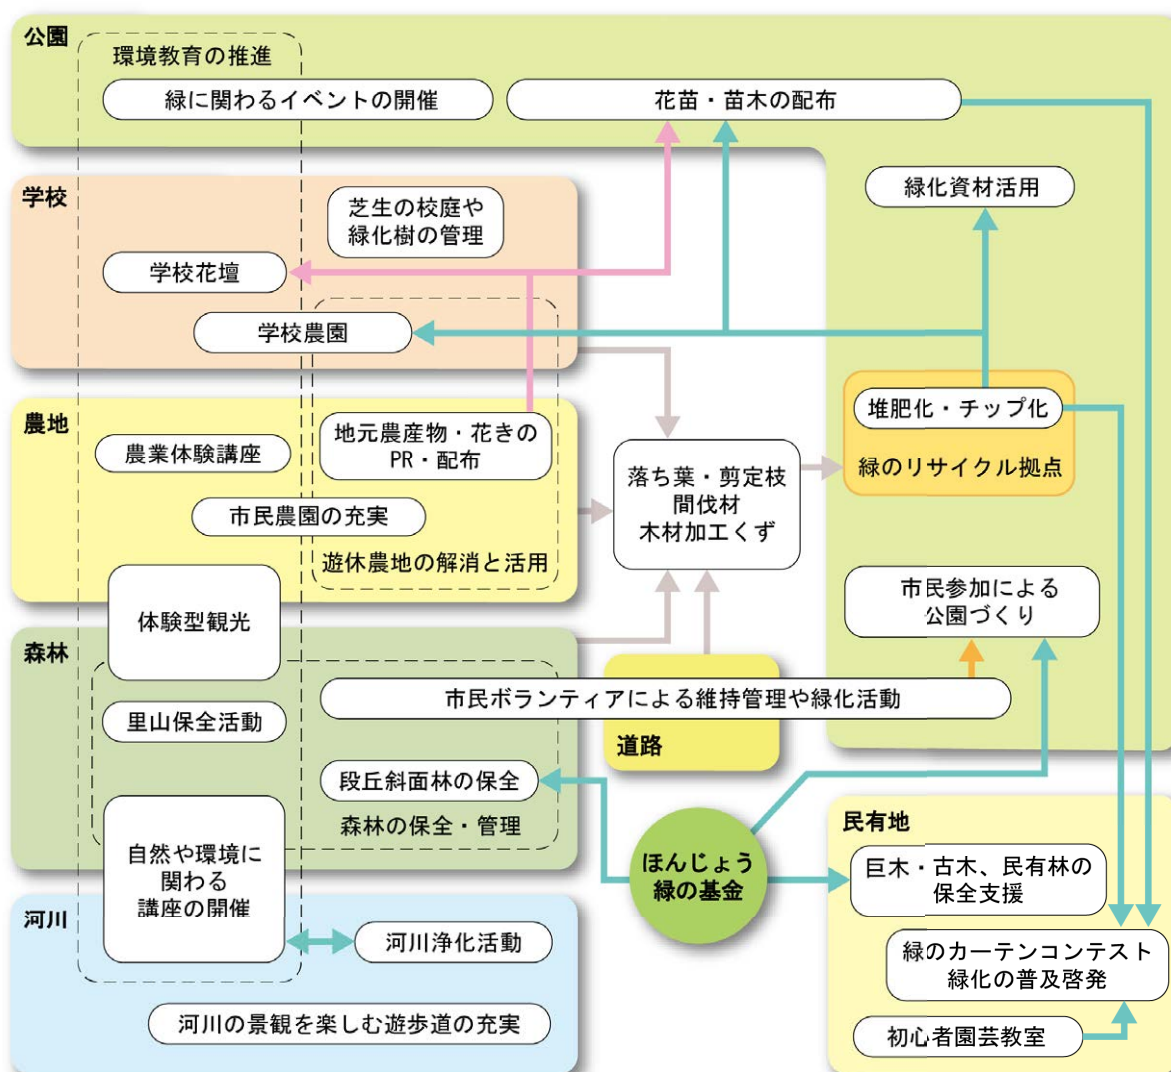 公園
環境教育の推進
緑に関わるイベントの開催
花苗・苗木の配布
緑化資材活用
学校
芝生の校庭や
緑化樹の管理
学校花壇
学校農園
堆肥化・チップ化
緑のリサイクル拠点
農地
地元農産物・花きの
PR・配布
農業体験講座
市民農園の充実
遊休農地の解消と活用
落ち葉・剪定枝
間伐材
木材加工くず
体験型観光
市民参加による
公園づくり
森林
市民ボランティアによる維持管理や緑化活動
里山保全活動
道路
段丘斜面林の保全
森林の保全・管理
自然や環境に
関わる
講座の開催
ほんじょう
緑の基金
民有地
巨木・古木、民有林の
保全支援
河川
河川浄化活動
緑のカーテンコンテスト
緑化の普及啓発
河川の景観を楽しむ遊歩道の充実
初心者園芸教室